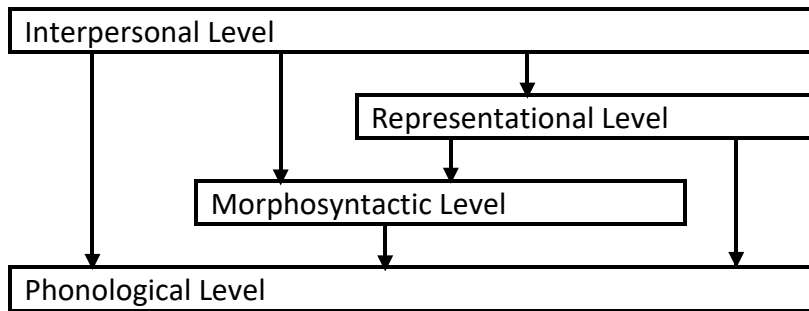 Interpersonal Level
Representational Level
Morphosyntactic Level
Phonological Level